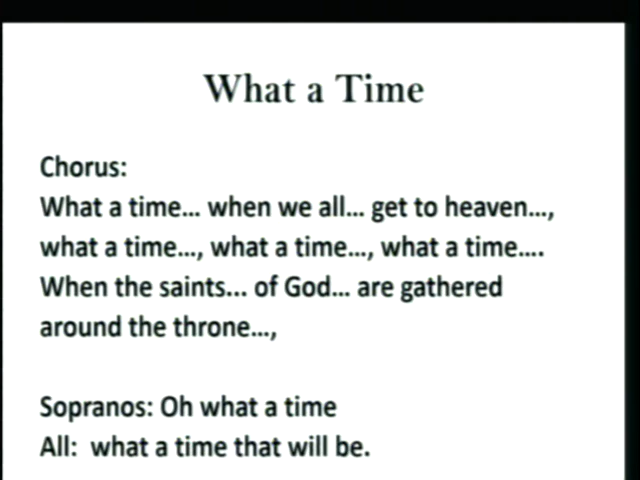 What a Time
Chorus:
What a time... when we all... get to heaven...,
what a time..., what a time..., what a time....
When the saints... of God... are gathered
around the throne...,
Sopranos: Oh what a time
All:  what a time that will be.